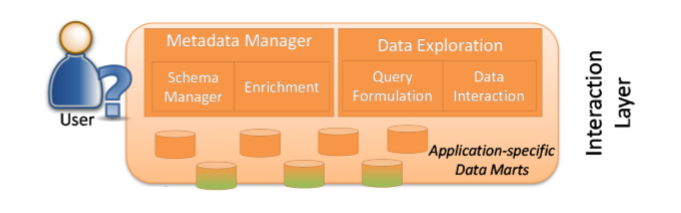 Metadata Manager
Data Exploration
Schema
Manager
Enrichment
Query
Formulation
Data
Interaction
User
?
Application-specific
Data Marts
Interaction
Layer